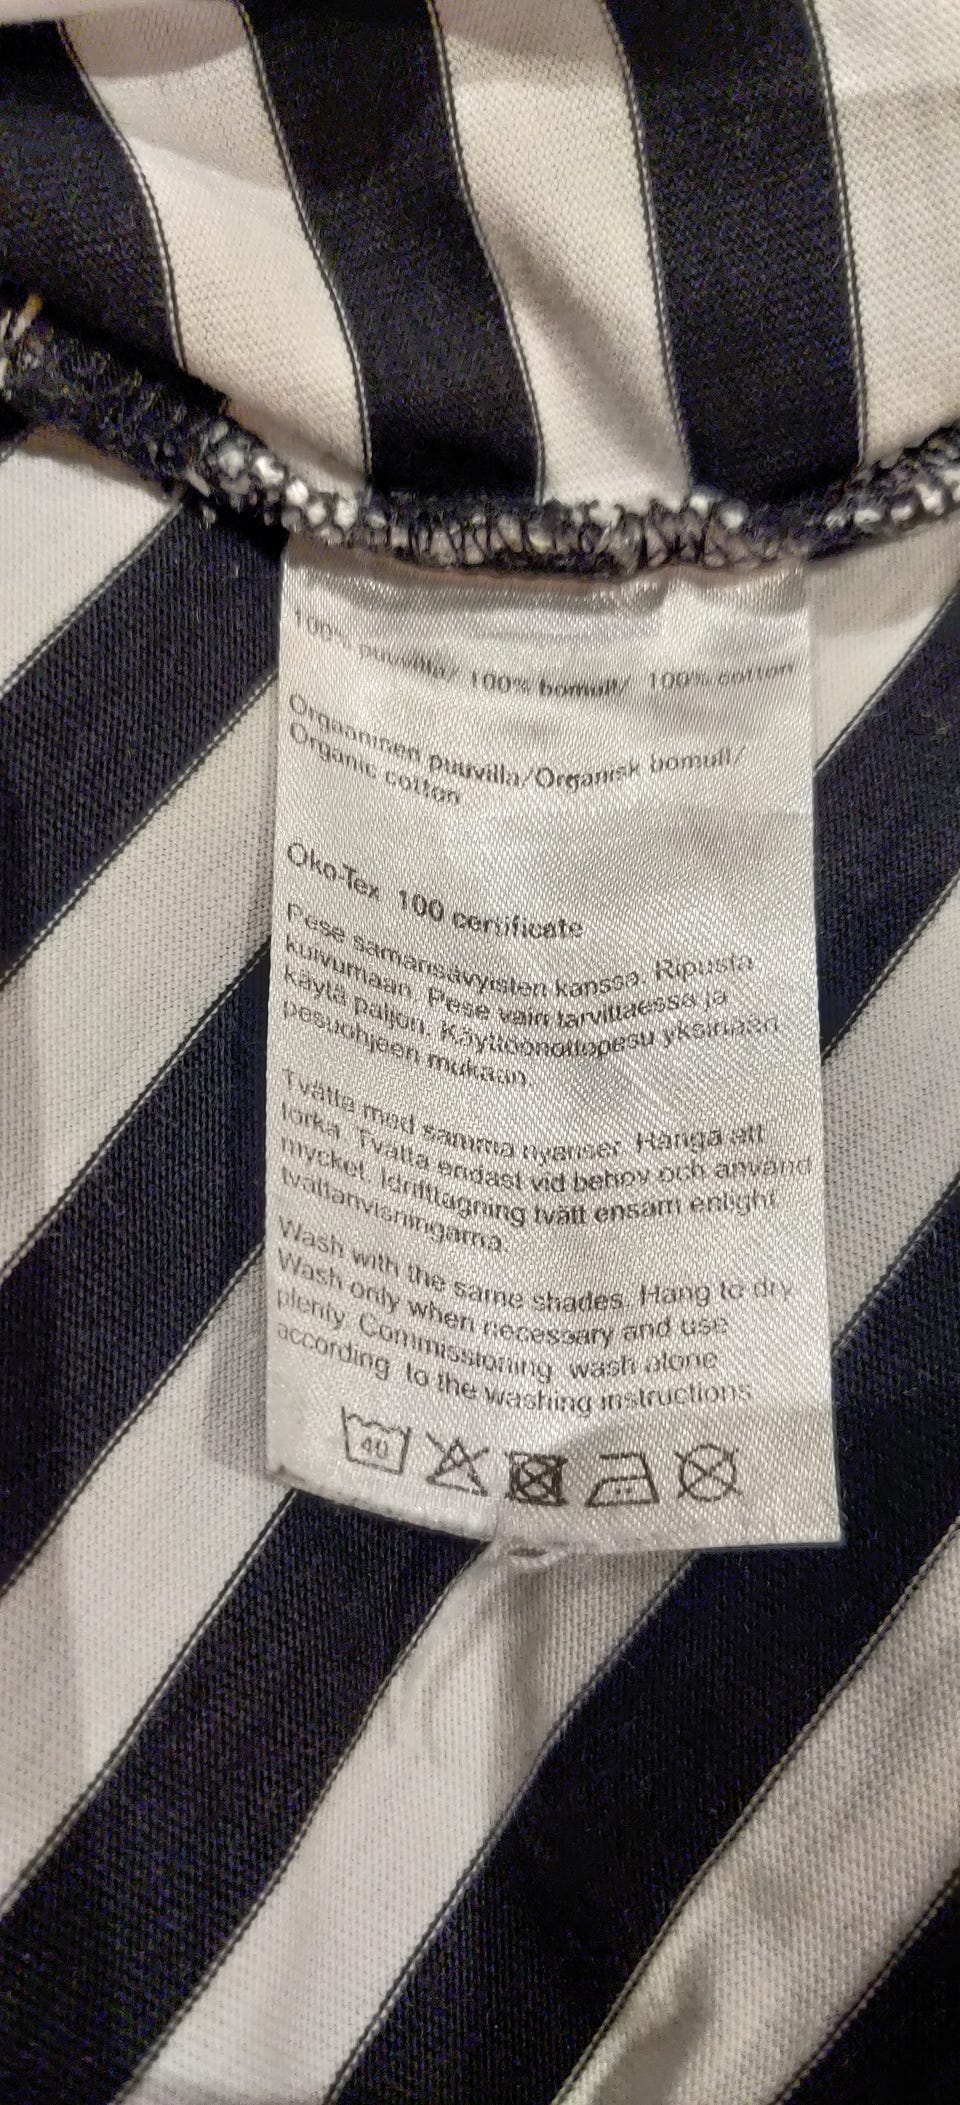 100% puuvilla/ 100% bomull/ 100% cotton
Orgaaninen puuvilla/Organisk bomull/
Organic cotton
Öko-Tex 100 certificate
Pese samansävyisten kanssa. Ripusta
kuivumaan. Pese vain tarvittaessa ja
käytä paljon. Käyttöönottopesu yksinään
pesuohjeen mukaan.
Tvätta med samma nyanser. Hänga att
torka. Tvätta endast vid behov och använd
mycket. Idrifttagning tvätt ensam enlight
tvättanvisningarna.
Wash with the same shades. Hang to dry.
Wash only when necessary and use
plenty. Commissioning wash alone
according to the washing instructions
40